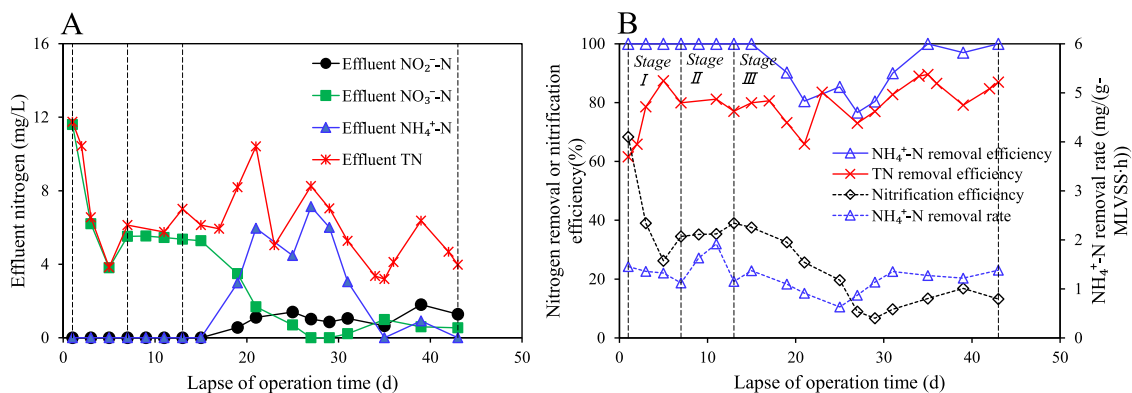 A
Effluent nitrogen (mg/L)
16
12
8
4
0
0
10
20
30
40
50
Lapse of operation time (d)
Effluent NO₂⁻-N
Effluent NO₃⁻-N
Effluent NH₄⁺-N
Effluent TN
B
Nitrogen removal or nitrification
efficiency(%)
100
80
60
40
20
0
0
10
20
30
40
50
Lapse of operation time (d)
Stage
I
Stage
II
Stage
III
NH₄⁺-N removal efficiency
TN removal efficiency
Nitrification efficiency
NH₄⁺-N removal rate
6
5
4
3
2
1
0
NH₄⁺-N removal rate (mg/(g-
MLVSS·h))